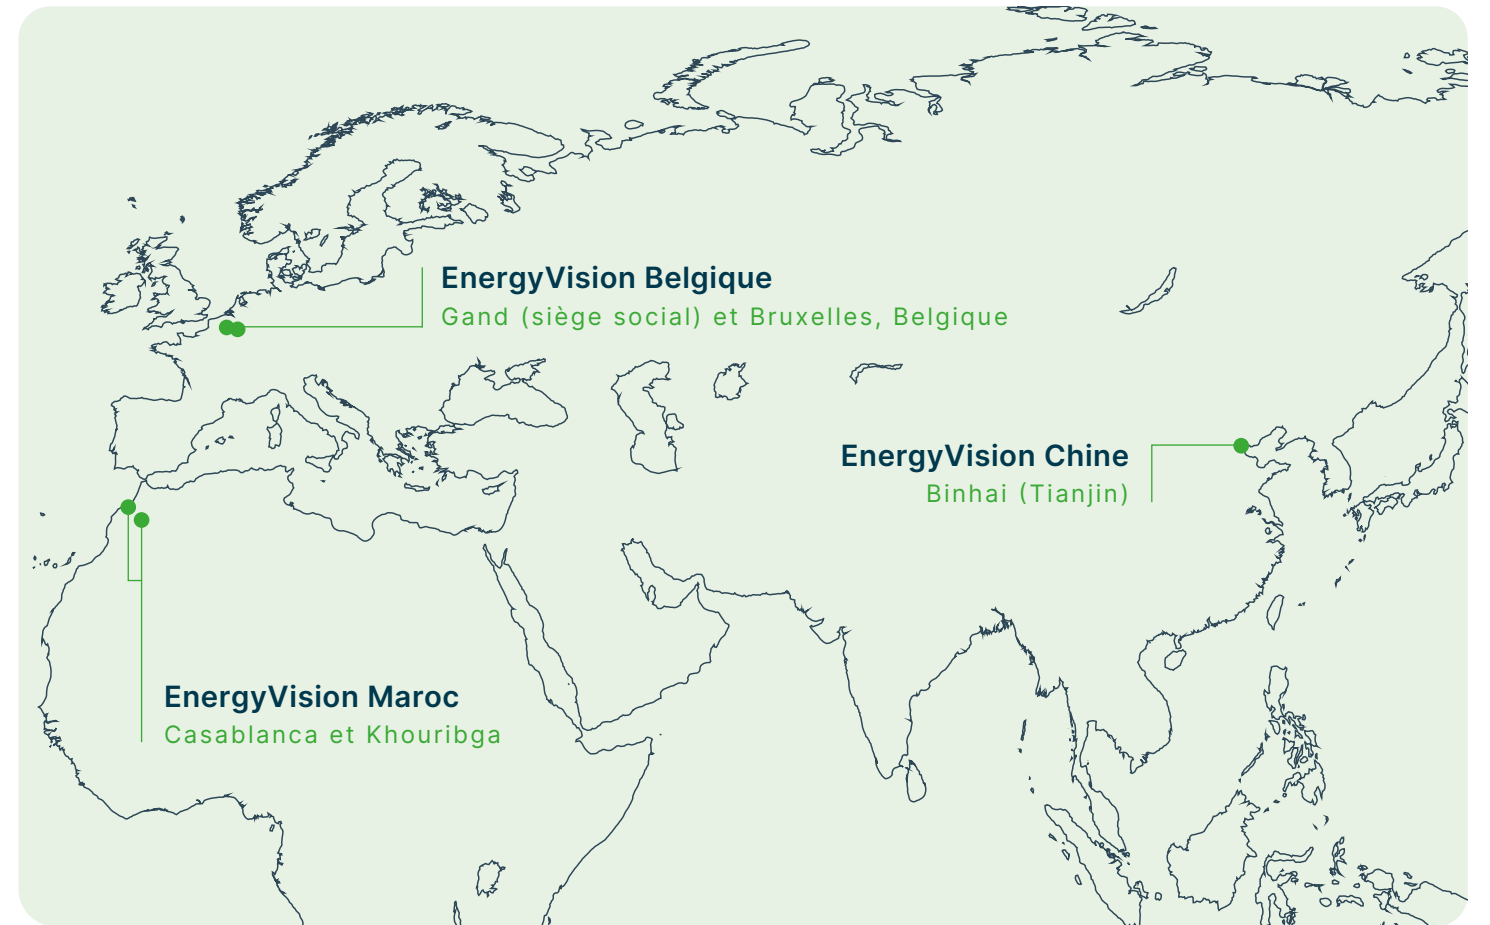 EnergyVision Belgique
Gand (siège social) et Bruxelles, Belgique
EnergyVision Chine
Binhai (Tianjin)
EnergyVision Maroc
Casablanca et Khouribga